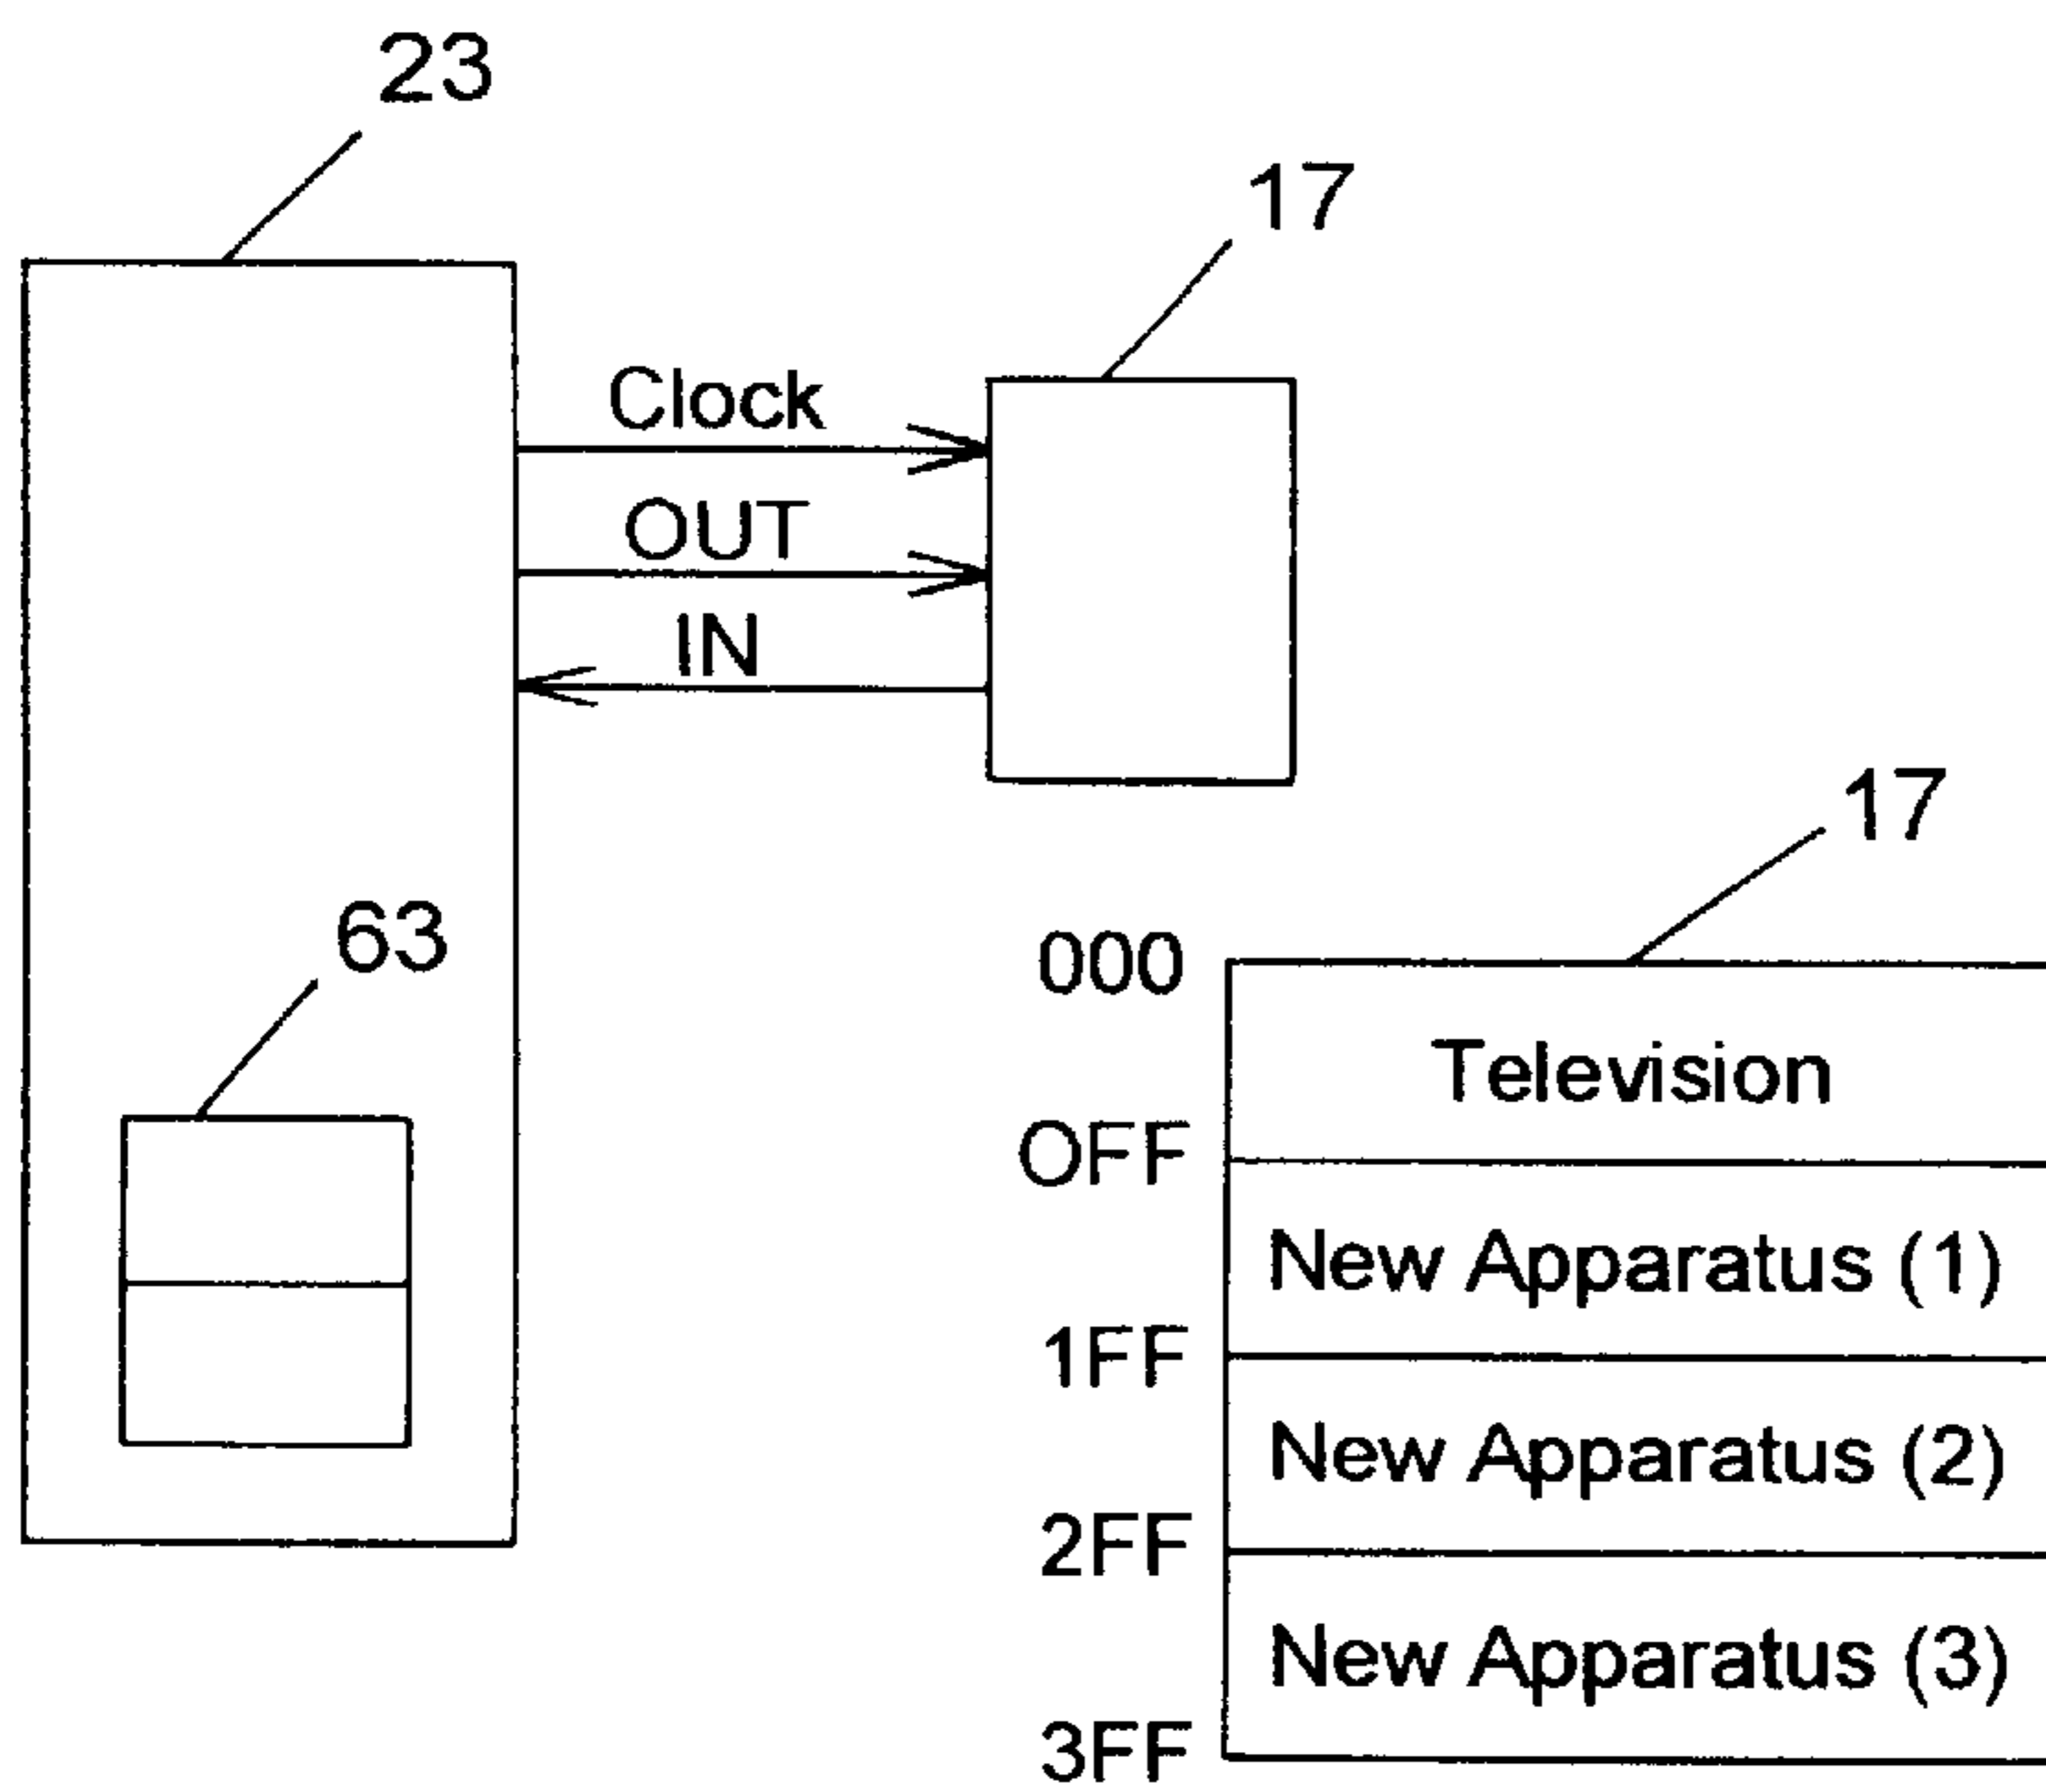 23
17
Clock
OUT
IN
63
17
000
OFF
Television
New Apparatus (1)
1FF
New Apparatus (2)
2FF
New Apparatus (3)
3FF